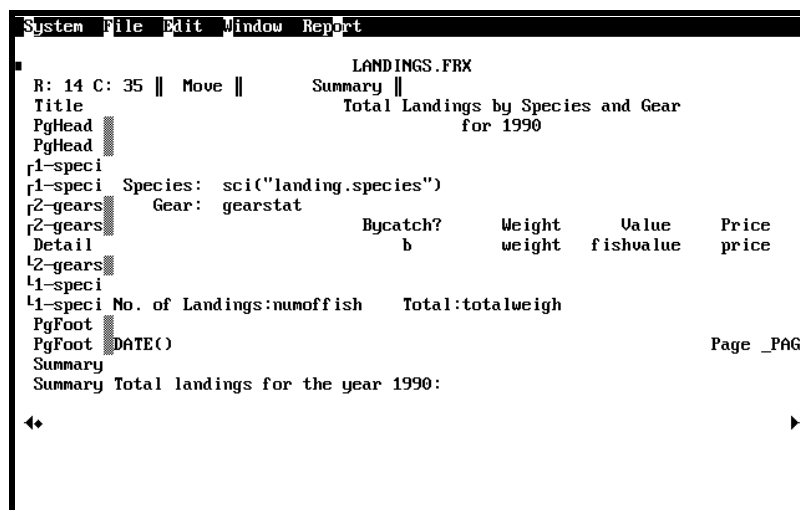 System File Edit Window Report
LANDINGS.FRX
R: 14 C: 35 ‖ Move ‖ Summary ‖
Title Total Landings by Species and Gear
PgHead for 1990
PgHead
┌1-speci
┌1-speci Species: sci("landing.species")
┌2-gears Gear: gearstat
┌2-gears Bycatch? Weight Value Price
Detail b weight fishvalue price
└2-gears
└1-speci
└1-speci No. of Landings:numoffish Total:totalweigh
PgFoot
PgFoot DATE() Page _PAG
Summary
Summary Total landings for the year 1990: